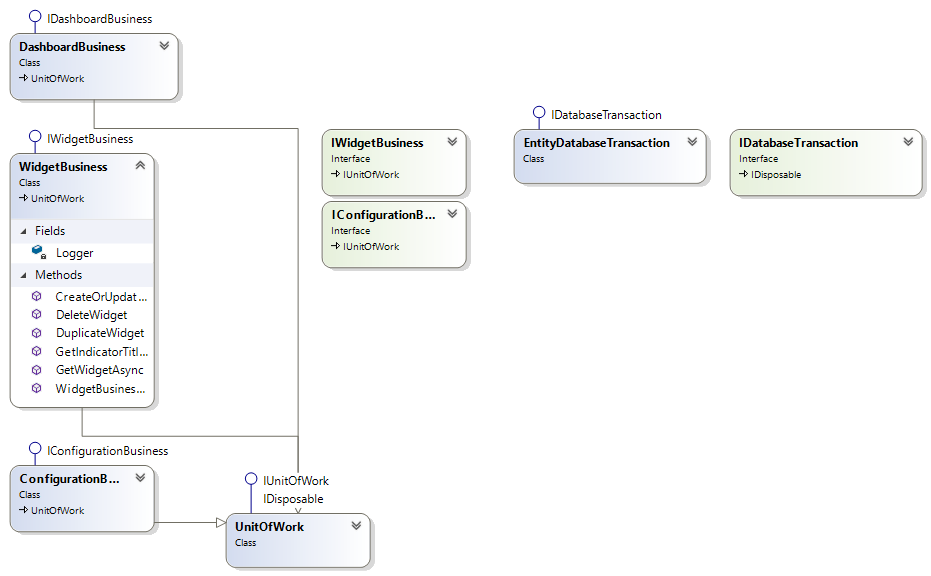 IDashboardBusiness
DashboardBusiness
Class
UnitOfWork
IWidgetBusiness
WidgetBusiness
Class
UnitOfWork
Fields
Logger
Methods
CreateOrUpdat...
DeleteWidget
DuplicateWidget
GetIndicatorTitl...
GetWidgetAsync
WidgetBusines...
IConfigurationBusiness
ConfigurationB...
Class
UnitOfWork
IUnitOfWork
IDisposable
UnitOfWork
Class
IWidgetBusiness
Interface
IUnitOfWork
IConfigurationB...
Interface
IUnitOfWork
IDatabaseTransaction
EntityDatabaseTransaction
Class
IDatabaseTransaction
Interface
IDisposable